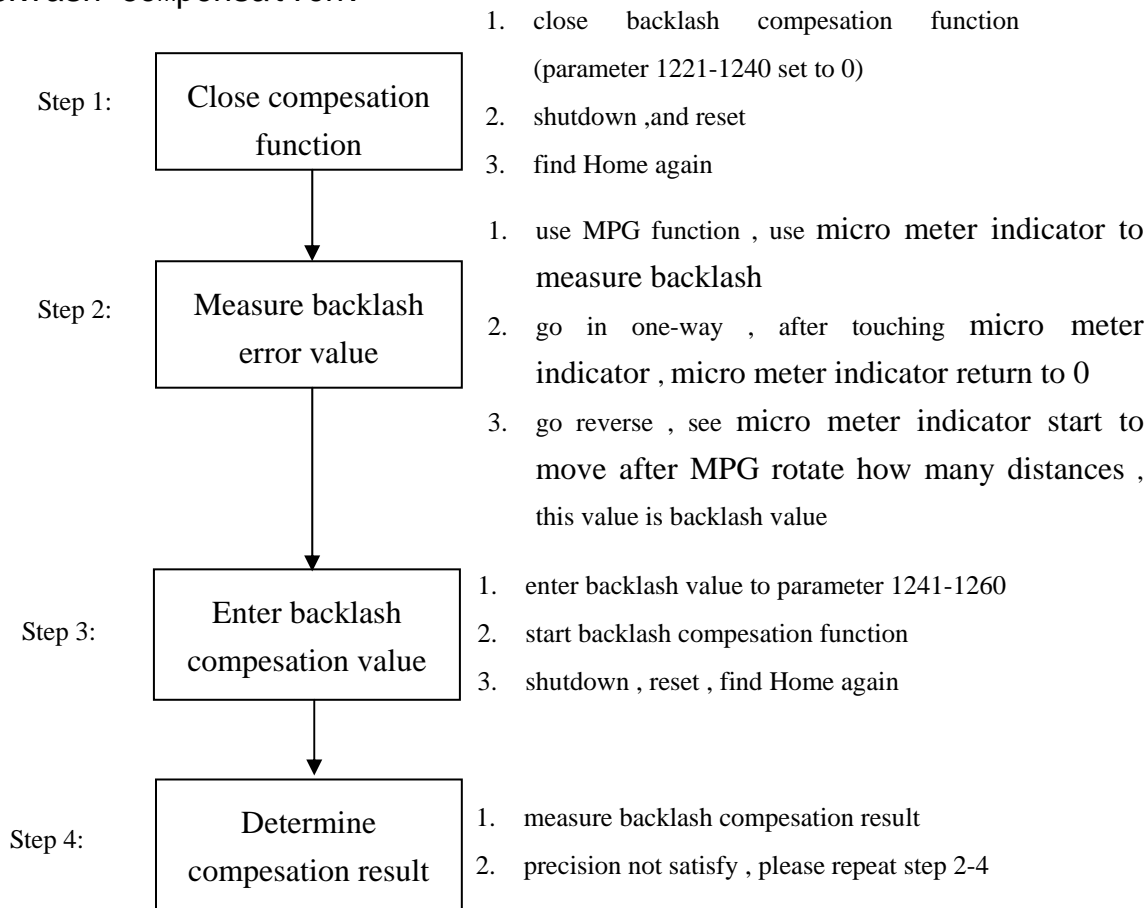 1. close backlash compesation function
(parameter 1221-1240 set to 0)
2. shutdown ,and reset
3. find Home again
Step 1:
Close compesation
function
1. use MPG function , use micro meter indicator to
measure backlash
2. go in one-way , after touching micro meter
indicator , micro meter indicator return to 0
3. go reverse , see micro meter indicator start to
move after MPG rotate how many distances ,
this value is backlash value
Step 2:
Measure backlash
error value
1. enter backlash value to parameter 1241-1260
2. start backlash compesation function
3. shutdown , reset , find Home again
Step 3:
Enter backlash
compesation value
Step 4:
Determine
compesation result
1. measure backlash compesation result
2. precision not satisfy , please repeat step 2-4